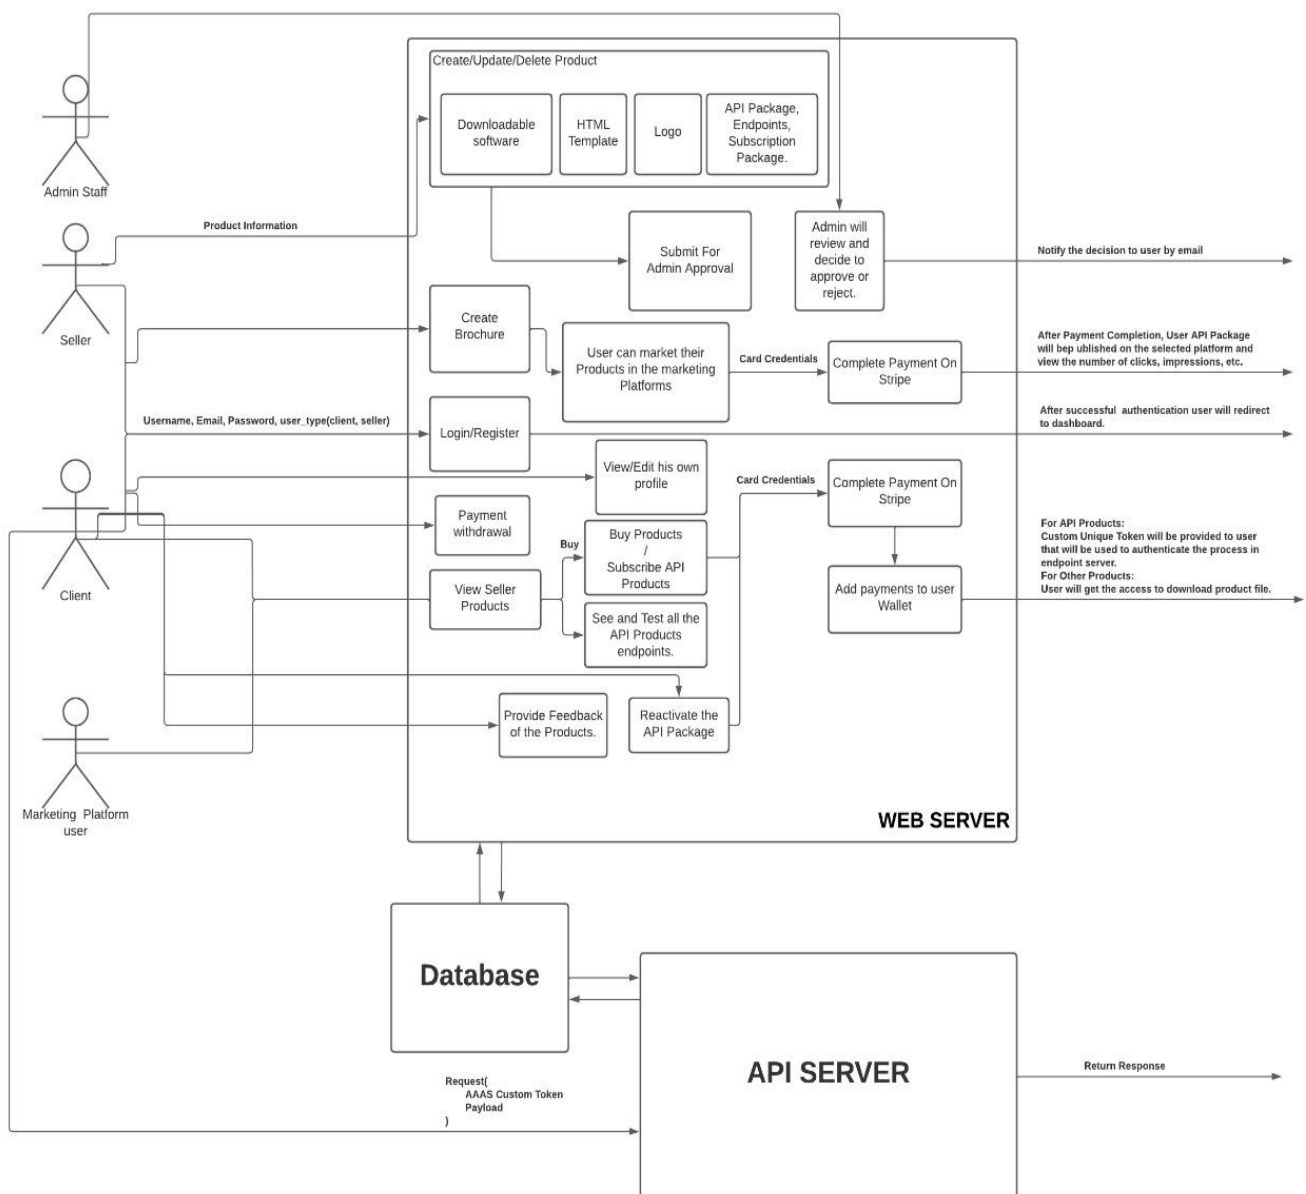 Create/Update/Delete Product
Downloadable
software
HTML
Template
Logo
API Package,
Endpoints,
Subscription
Package.
Admin Staff
Product Information
Submit For
Admin Approval
Admin will
review and
decide to
approve or
reject.
Notify the decision to user by email
Seller
Create
Brochure
User can market their
Products in the marketing
Platforms
Card Credentials
Complete Payment On
Stripe
After Payment Completion, User API Package
will bep ublished on the selected platform and
view the number of clicks, impressions, etc.
Username, Email, Password, user_type(client, seller)
Login/Register
After successful authentication user will redirect
to dashboard.
View/Edit his own
profile
Card Credentials
Complete Payment On
Stripe
Payment
withdrawal
Buy
Buy Products
/
Subscribe API
Products
For API Products:
Custom Unique Token will be provided to user
that will be used to authenticate the process in
endpoint server.
For Other Products:
User will get the access to download product file.
Client
View Seller
Products
Add payments to user
Wallet
See and Test all the
API Products
endpoints.
Provide Feedback
of the Products.
Reactivate the
API Package
Marketing Platform
user
WEB SERVER
Database
API SERVER
Return Response
Request(
AAAS Custom Token
Payload
)